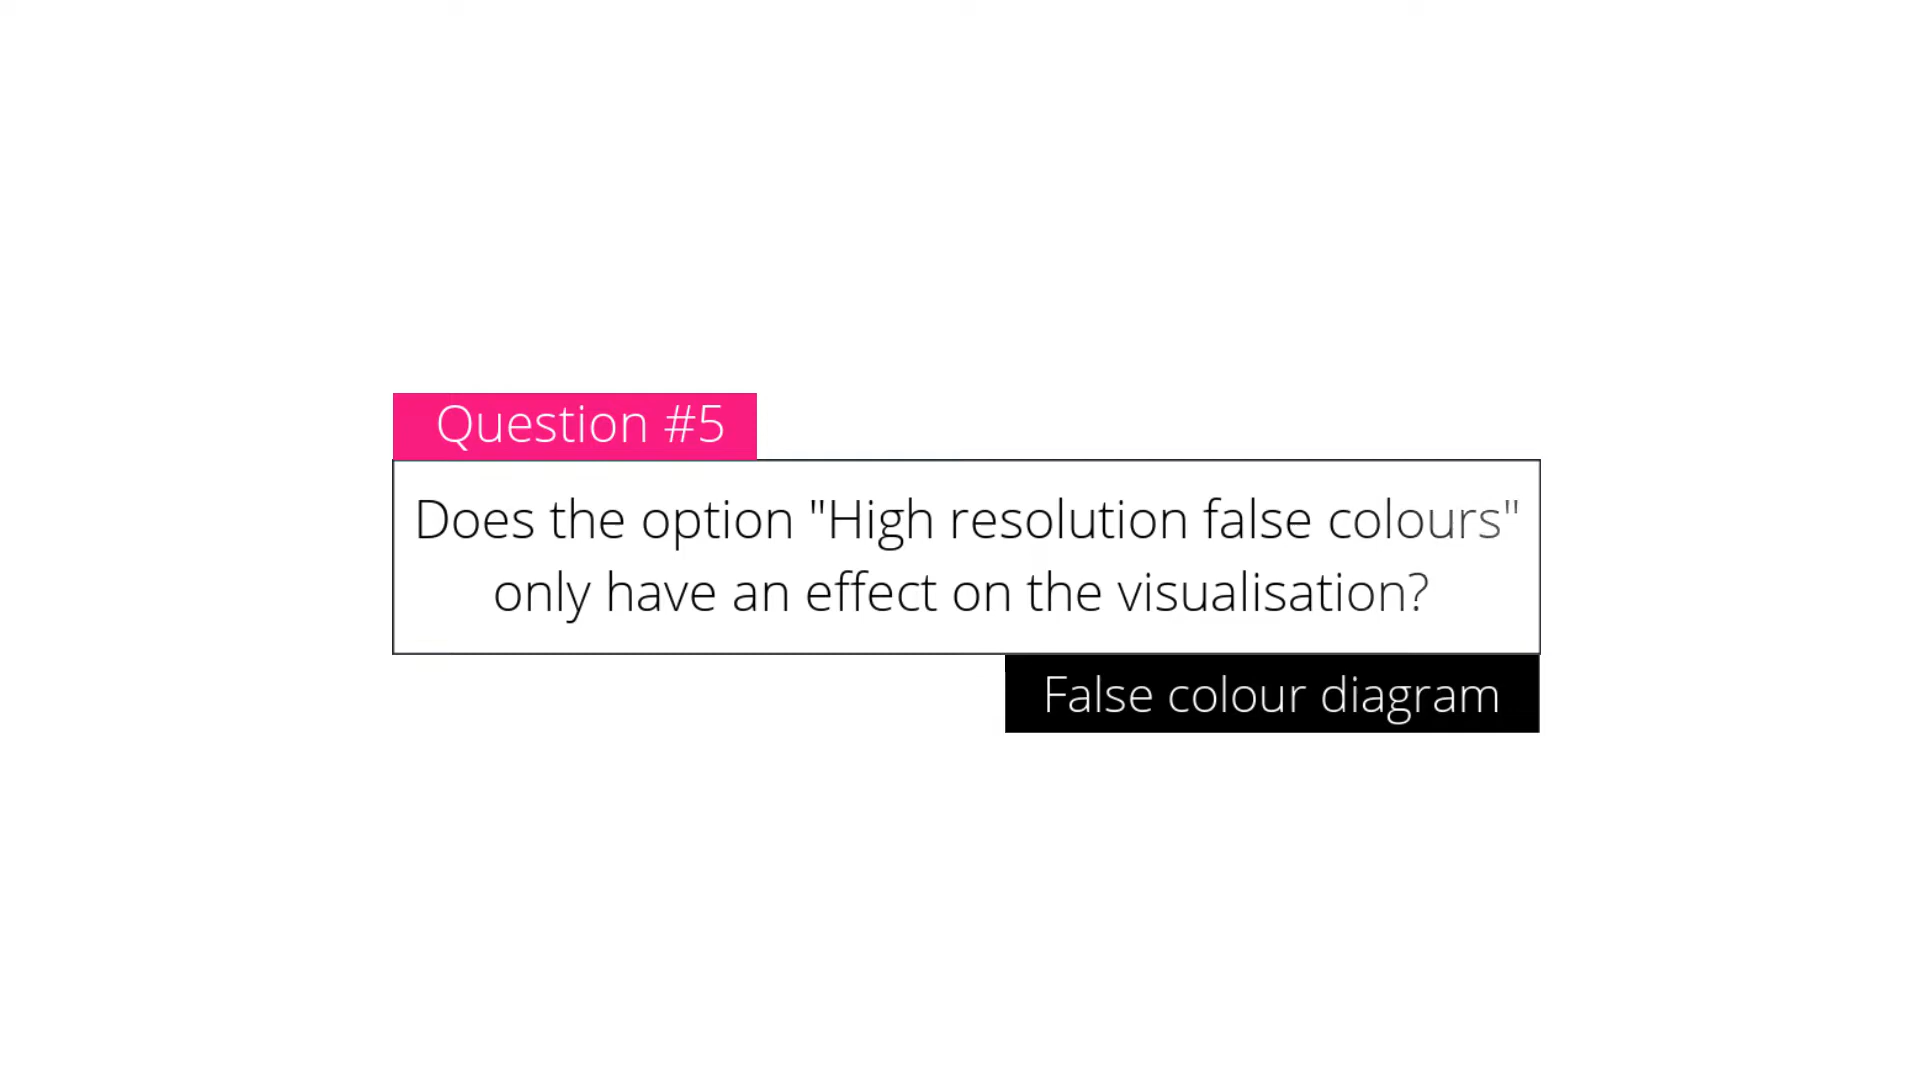 Question #5
Does the option "High resolution false colours"
only have an effect on the visualisation?
False colour diagram